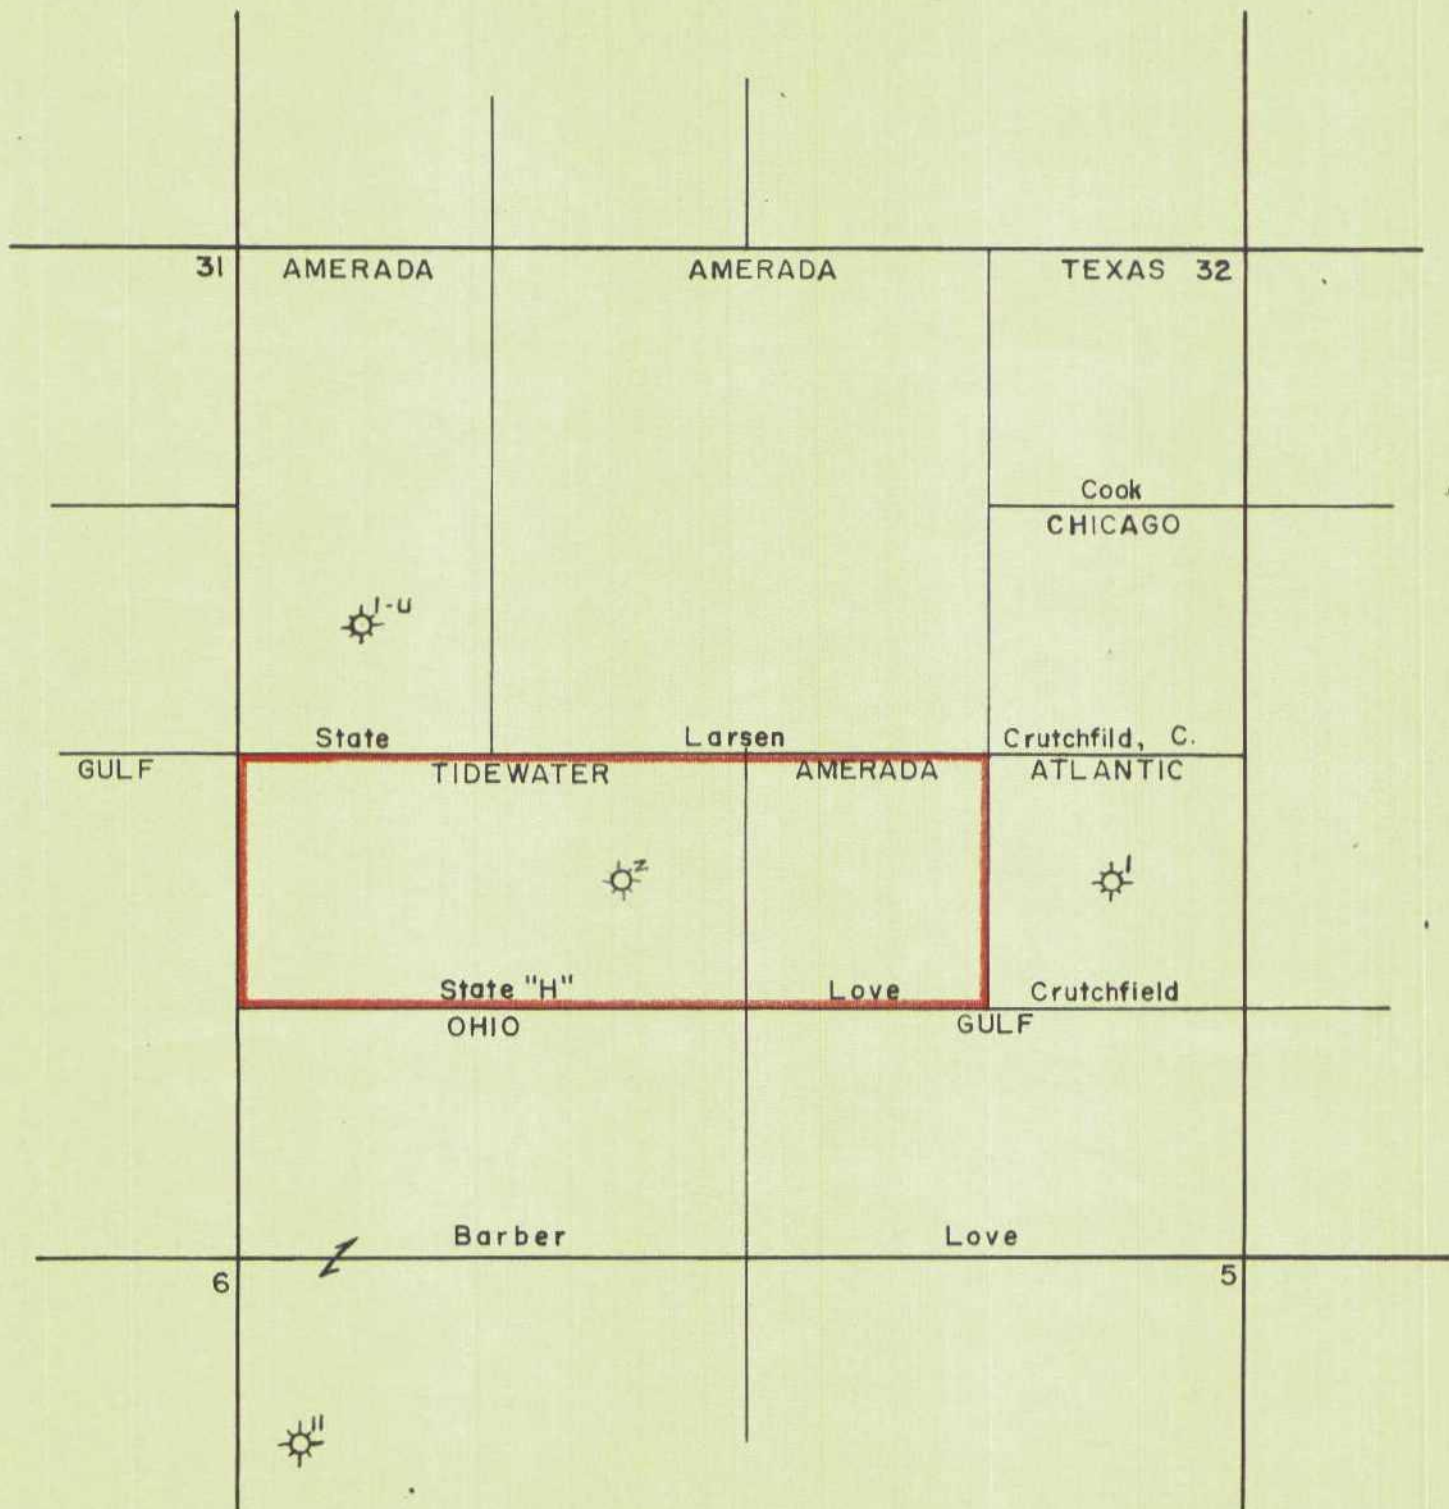 31 AMERADA AMERADA TEXAS 32
Cook
CHICAGO
1-U
State Larsen Crutchfild, C.
GULF TIDEWATER AMERADA ATLANTIC
2 1
State "H" Love Crutchfield
OHIO GULF
Barber Love
6 5
11